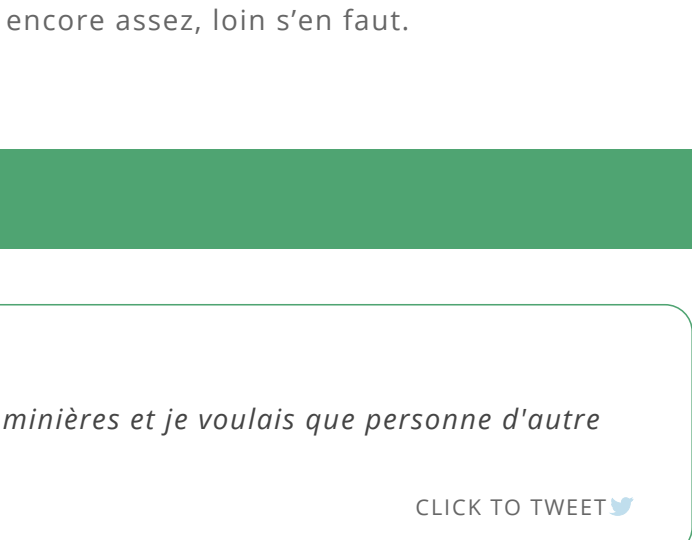 encore assez, loin s’en faut.
minières et je voulais que personne d'autre
CLICK TO TWEET